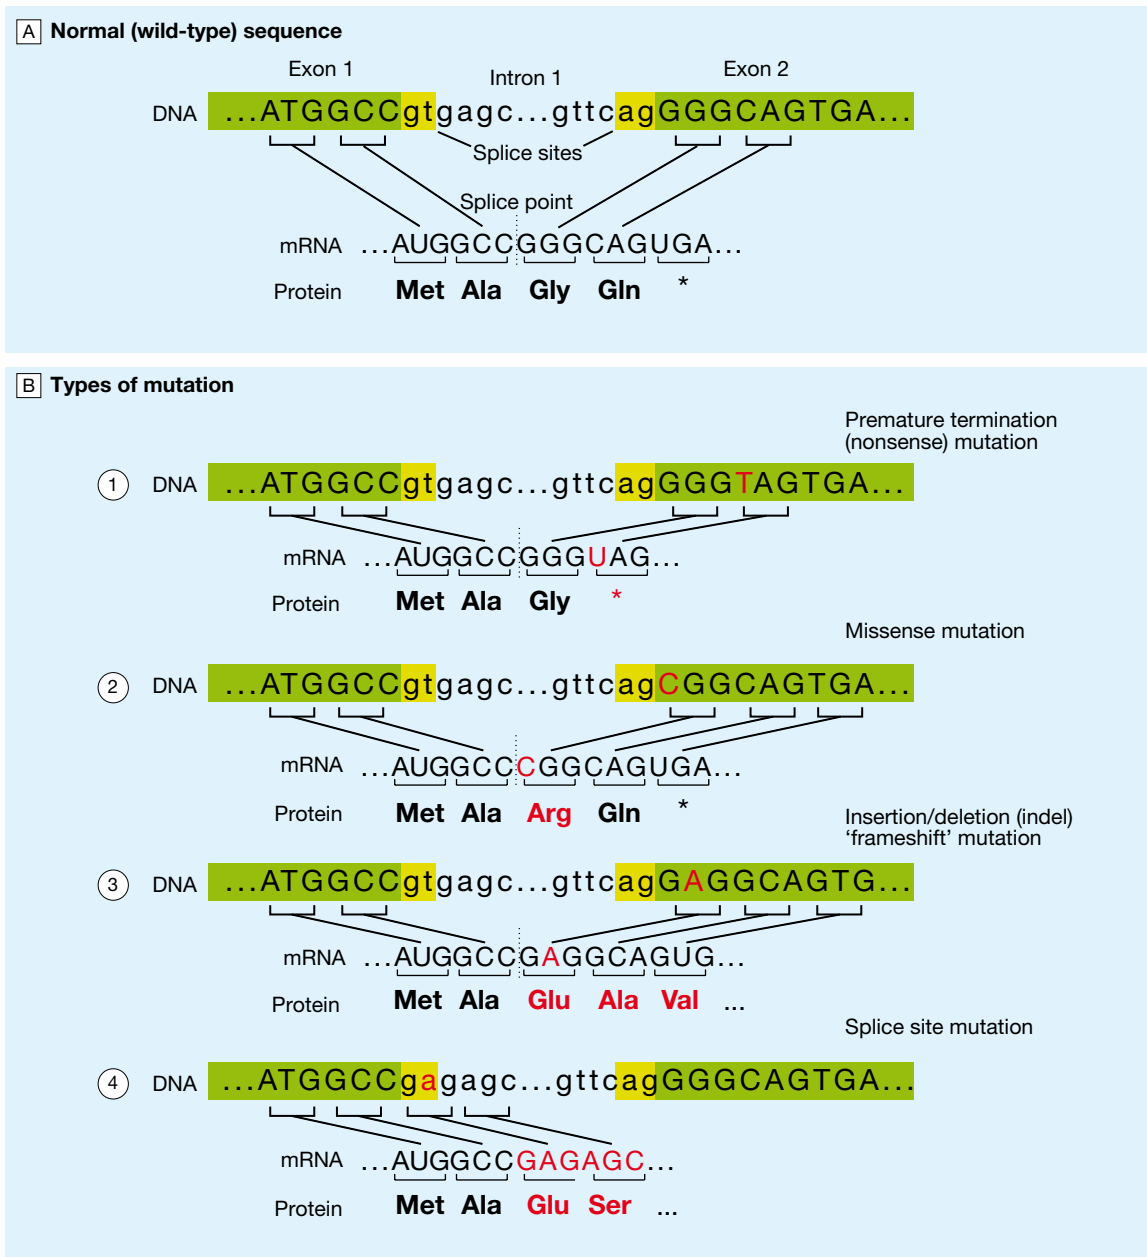 A Normal (wild-type) sequence
Exon 1 Intron 1 Exon 2
DNA ...ATGGCCgtgagc...gttcagGGGCAGTGA...
Splice sites
Splice point
mRNA ...AUGGCCGGGCAGUGA...
Protein Met Ala Gly Gln *
B Types of mutation
Premature termination
(nonsense) mutation
1 DNA ...ATGGCCgtgagc...gttcagGGGTAGTGA...
mRNA ...AUGGCCGGGUAG...
Protein Met Ala Gly *
Missense mutation
2 DNA ...ATGGCCgtgagc...gttcagCGGCAGTGA...
mRNA ...AUGGCCCGGCAGUGA...
Protein Met Ala Arg Gln *
Insertion/deletion (indel)
‘frameshift’ mutation
3 DNA ...ATGGCCgtgagc...gttcagGAGGCAGTG...
mRNA ...AUGGCCGAGGCAGUG...
Protein Met Ala Glu Ala Val ...
Splice site mutation
4 DNA ...ATGGCCgagagc...gttcagGGGCAGTGA...
mRNA ...AUGGCCGAGAGC...
Protein Met Ala Glu Ser ...